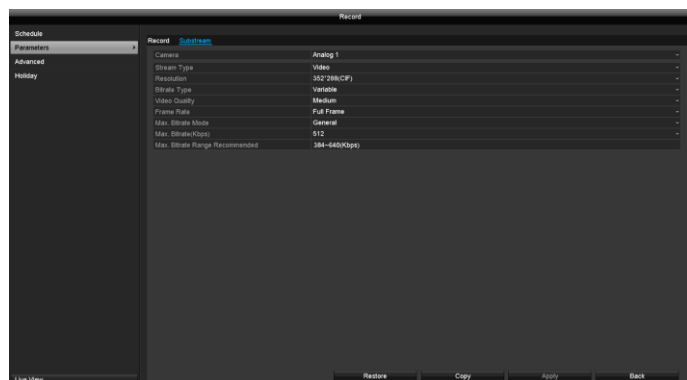 Record
Schedule
Parameters
Advanced
Holiday
Record Substream
Camera Analog 1
Stream Type Video
Resolution 352*288(CIF)
Bitrate Type Variable
Video Quality Medium
Frame Rate Full Frame
Max. Bitrate Mode General
Max. Bitrate(Kbps) 512
Max. Bitrate Range Recommended 384~640(Kbps)
Live View
Restore Copy Apply Back